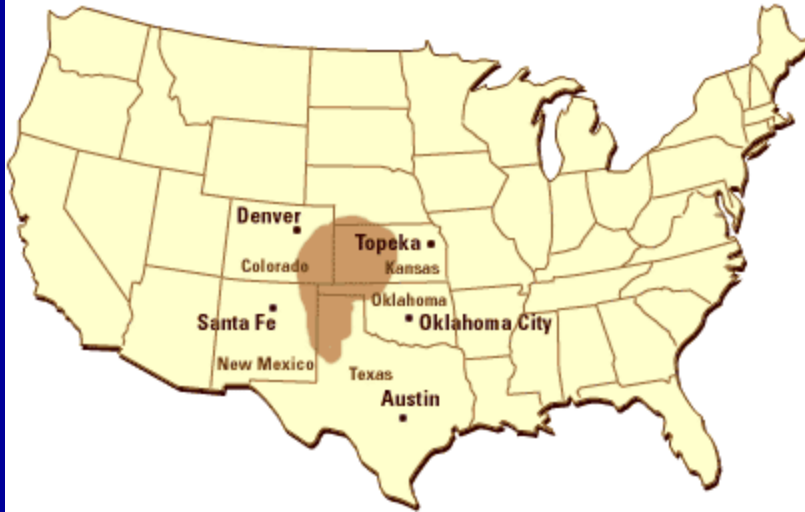 Denver
Topeka
Colorado
Kansas
Oklahoma
Santa Fe
Oklahoma City
New Mexico
Texas
Austin